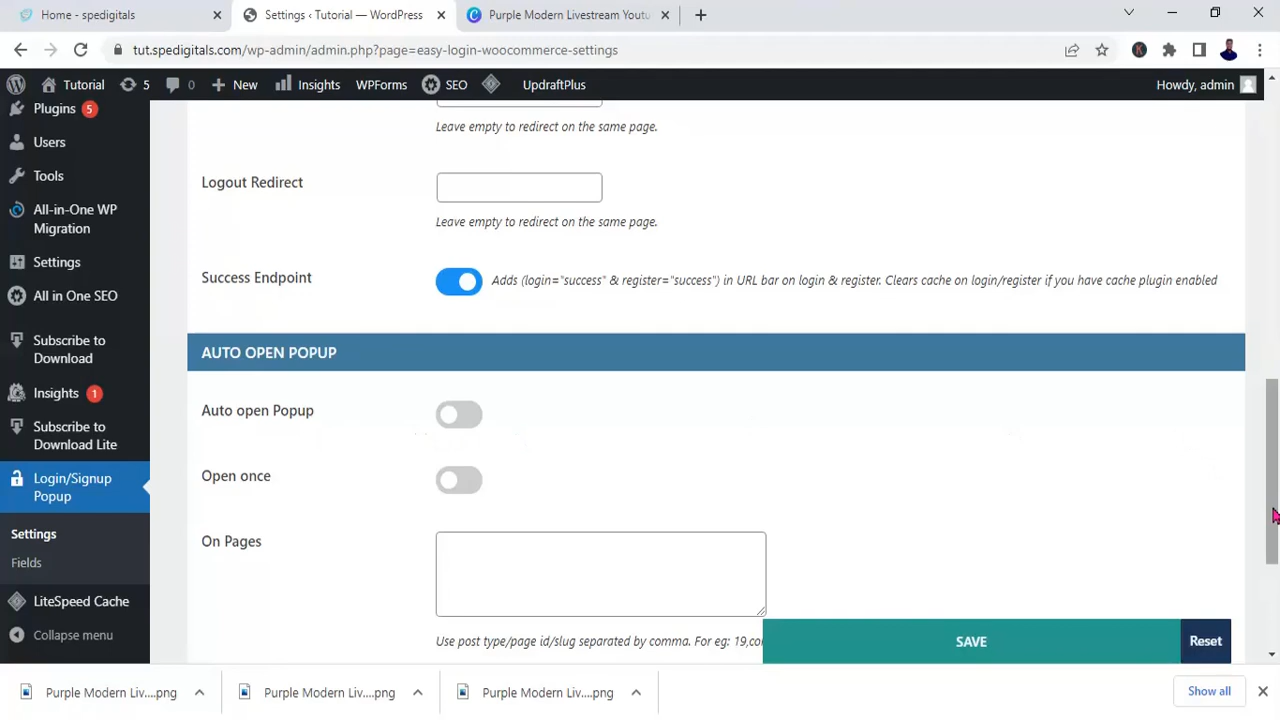 Home - spedigitals
Settings ‹ Tutorial — WordPress
Purple Modern Livestream Youtu
tut.spedigitals.com/wp-admin/admin.php?page=easy-login-woocommerce-settings
Tutorial 5 0 New Insights WPForms SEO UpdraftPlus Howdy, admin
Plugins 5
Users
Tools
All-in-One WP
Migration
Settings
All in One SEO
Subscribe to
Download
Insights 1
Subscribe to
Download Lite
Login/Signup
Popup
Settings
Fields
LiteSpeed Cache
Collapse menu
Leave empty to redirect on the same page.
Logout Redirect
Leave empty to redirect on the same page.
Success Endpoint
Adds (login="success" & register="success") in URL bar on login & register. Clears cache on login/register if you have cache plugin enabled
AUTO OPEN POPUP
Auto open Popup
Open once
On Pages
Use post type/page id/slug separated by comma. For eg: 19,co
SAVE
Reset
Purple Modern Liv....png
Purple Modern Liv....png
Purple Modern Liv....png
Show all